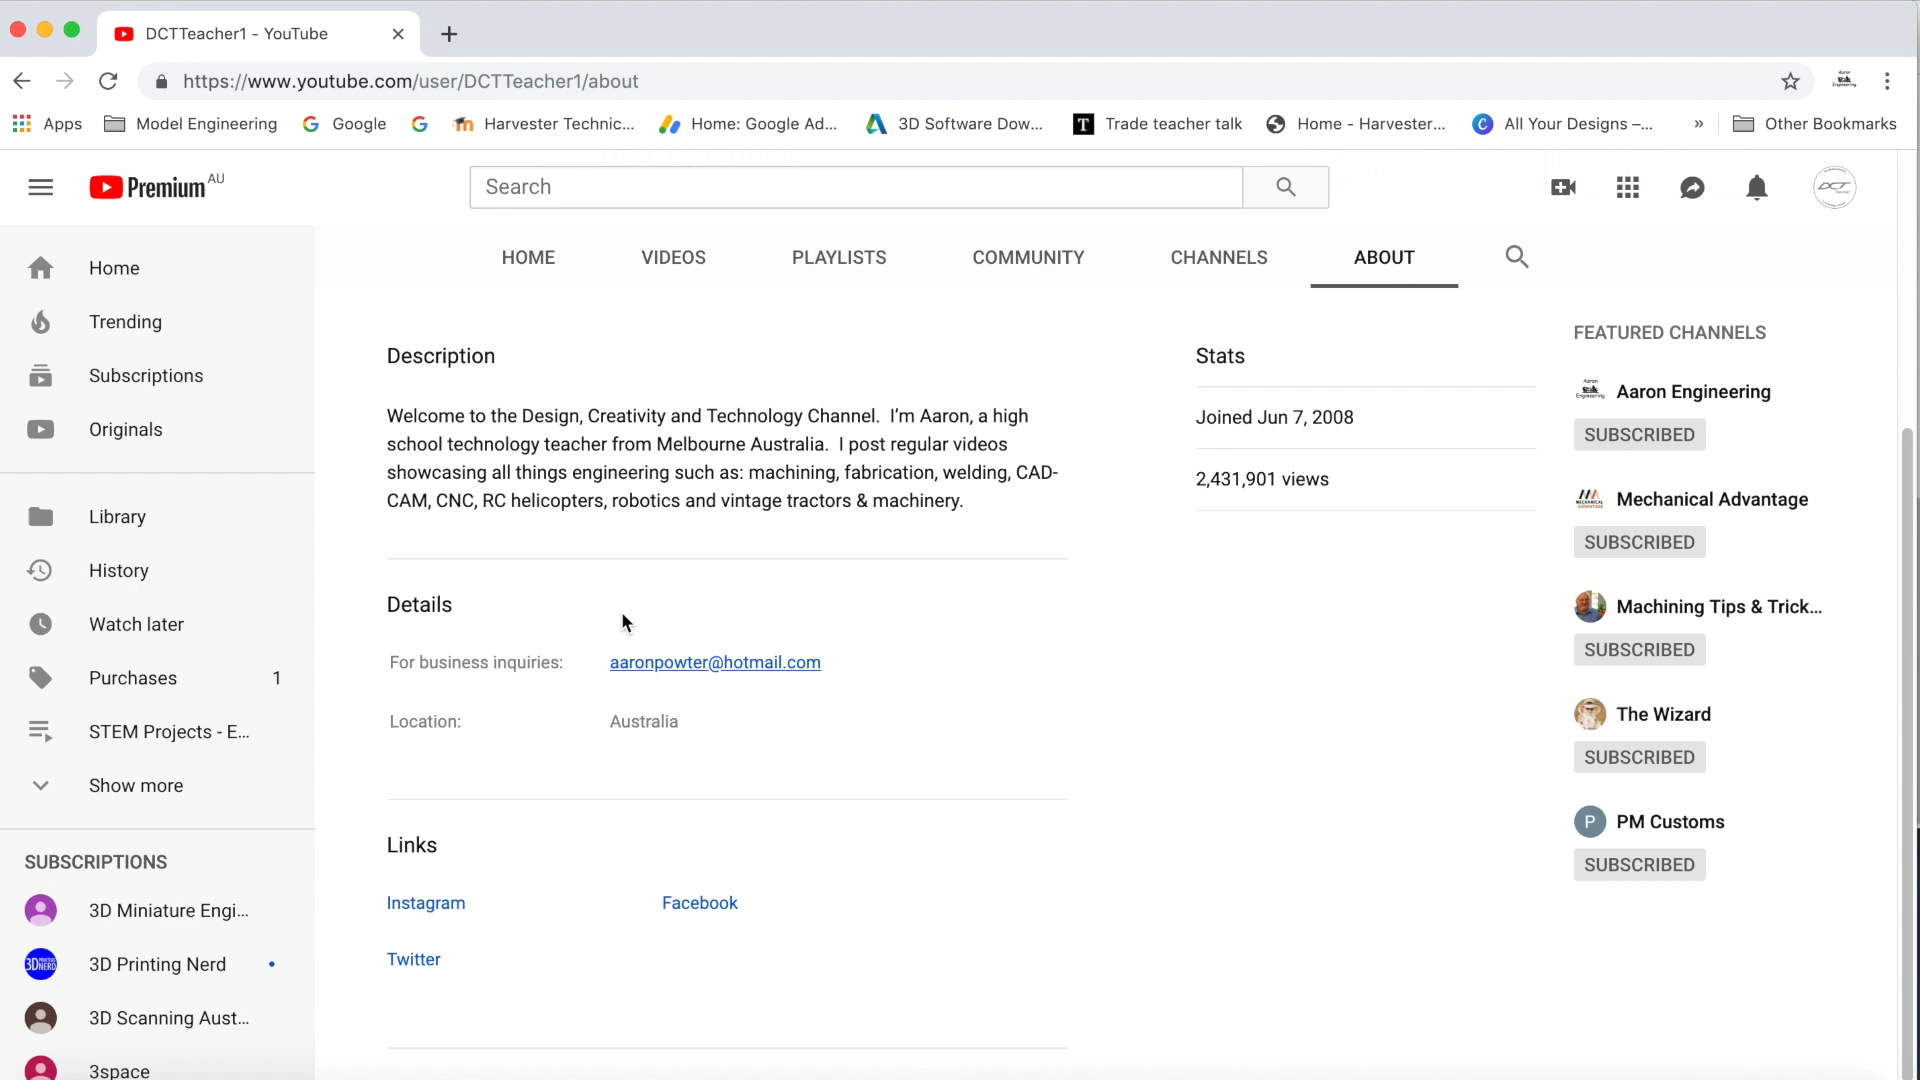 DCTTeacher1 - YouTube
https://www.youtube.com/user/DCTTeacher1/about
Apps
Model Engineering
Google
Harvester Technic...
Home: Google Ad...
3D Software Dow...
Trade teacher talk
Home - Harvester...
All Your Designs –...
»
Other Bookmarks
Premium AU
Search
DCT
Home
Trending
Subscriptions
Originals
Library
History
Watch later
Purchases 1
STEM Projects - E...
Show more
SUBSCRIPTIONS
3D Miniature Engi...
3D Printing Nerd
3D Scanning Aust...
3space
HOME
VIDEOS
PLAYLISTS
COMMUNITY
CHANNELS
ABOUT
Description
Welcome to the Design, Creativity and Technology Channel.  I'm Aaron, a high
school technology teacher from Melbourne Australia.  I post regular videos
showcasing all things engineering such as: machining, fabrication, welding, CAD-
CAM, CNC, RC helicopters, robotics and vintage tractors & machinery.
Details
For business inquiries: aaronpowter@hotmail.com
Location: Australia
Links
Instagram
Facebook
Twitter
Stats
Joined Jun 7, 2008
2,431,901 views
FEATURED CHANNELS
Aaron Engineering
SUBSCRIBED
Mechanical Advantage
SUBSCRIBED
Machining Tips & Trick...
SUBSCRIBED
The Wizard
SUBSCRIBED
P PM Customs
SUBSCRIBED